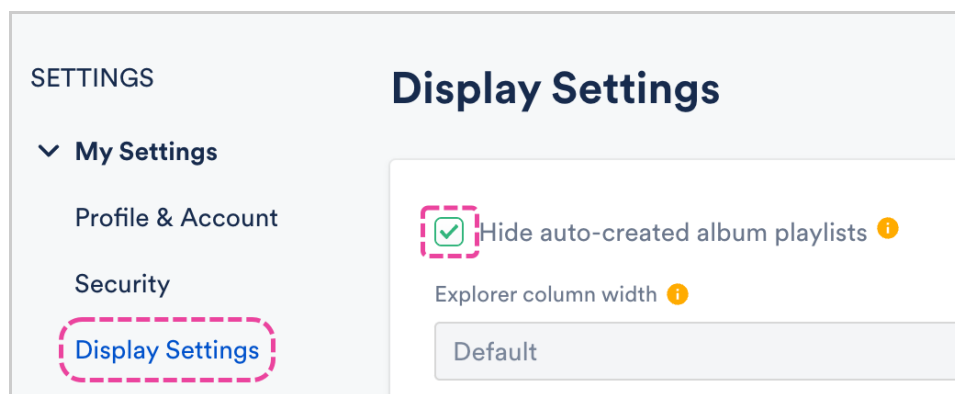 SETTINGS
My Settings
Profile & Account
Security
Display Settings
Display Settings
Hide auto-created album playlists
Explorer column width
Default